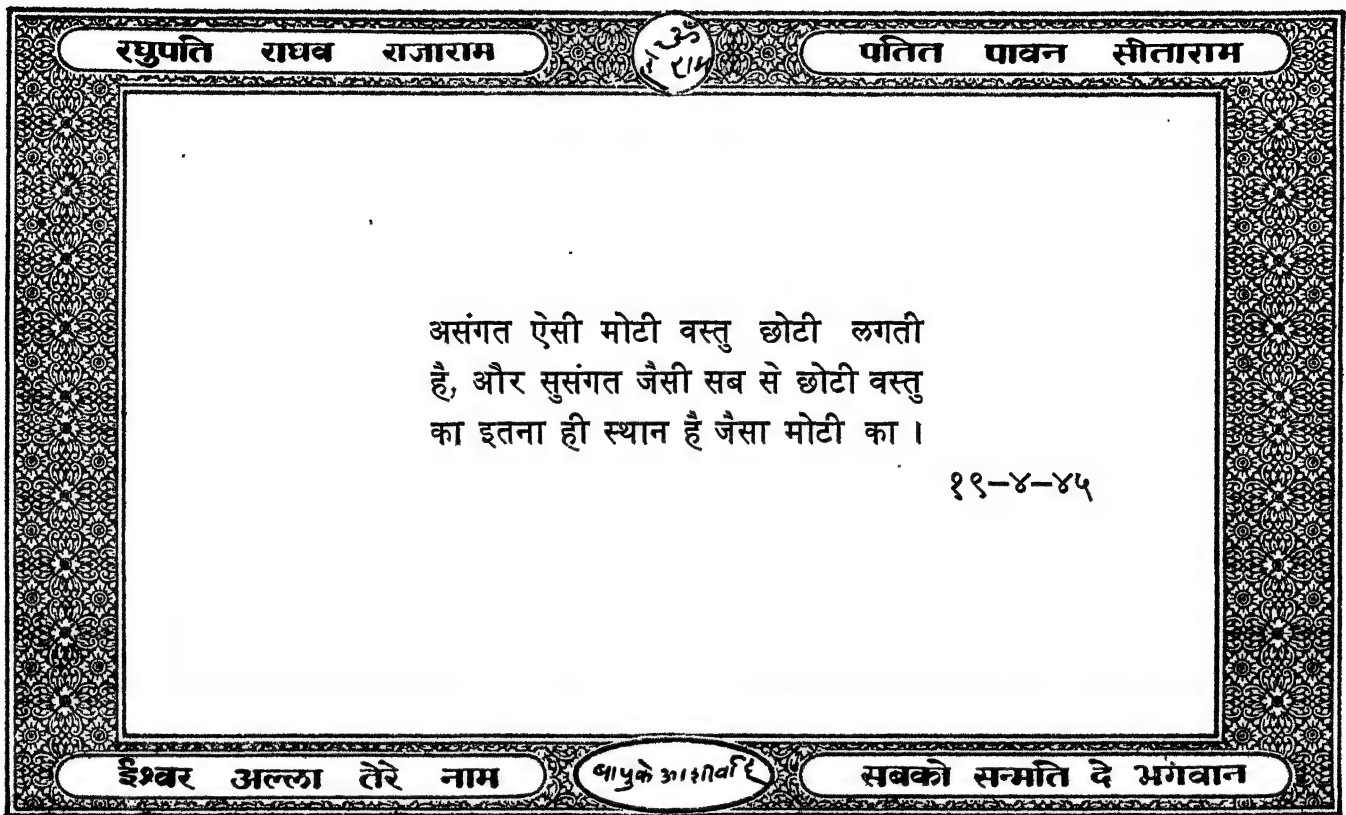 रघुपति राघव राजाराम
ॐ
राम
पतित पावन सीताराम
असंगत ऐसी मोटी वस्तु छोटी लगती
है, और सुसंगत जैसी सब से छोटी वस्तु
का इतना ही स्थान है जैसा मोटी का ।
१९–४–४५
ईश्वर अल्ला तेरे नाम
बापुके आशीर्वाद
सबको सन्मति दे भगवान